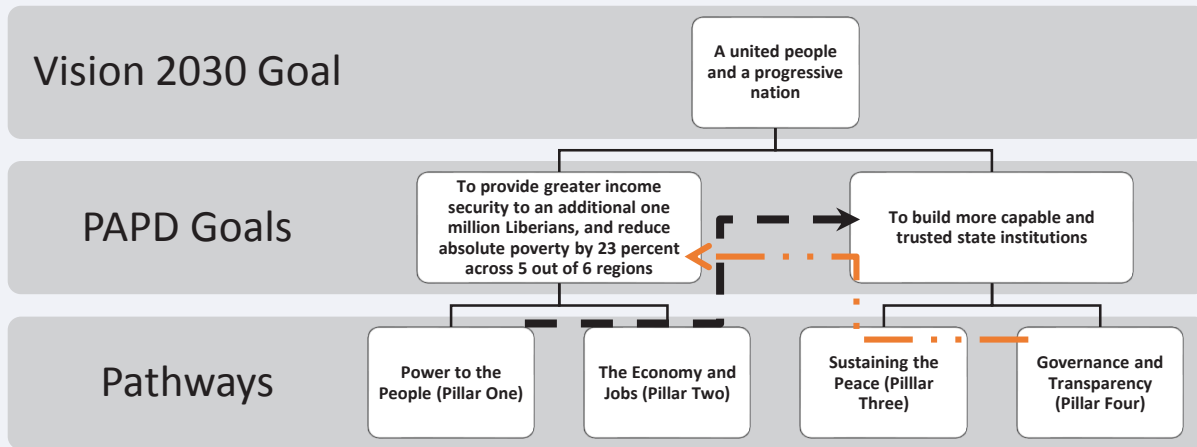 Vision 2030 Goal
A united people
and a progressive
nation
PAPD Goals
To provide greater income
security to an additional one
million Liberians, and reduce
absolute poverty by 23 percent
across 5 out of 6 regions
To build more capable and
trusted state institutions
Pathways
Power to the
People (Pillar One)
The Economy and
Jobs (Pillar Two)
Sustaining the
Peace (Pilllar
Three)
Governance and
Transparency
(Pillar Four)